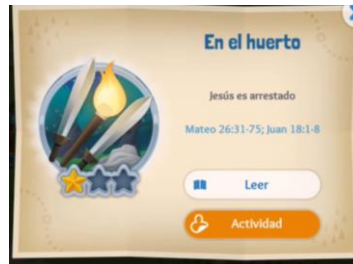 En el huerto
Jesús es arrestado
Mateo 26:31-75; Juan 18:1-8
Leer
Actividad